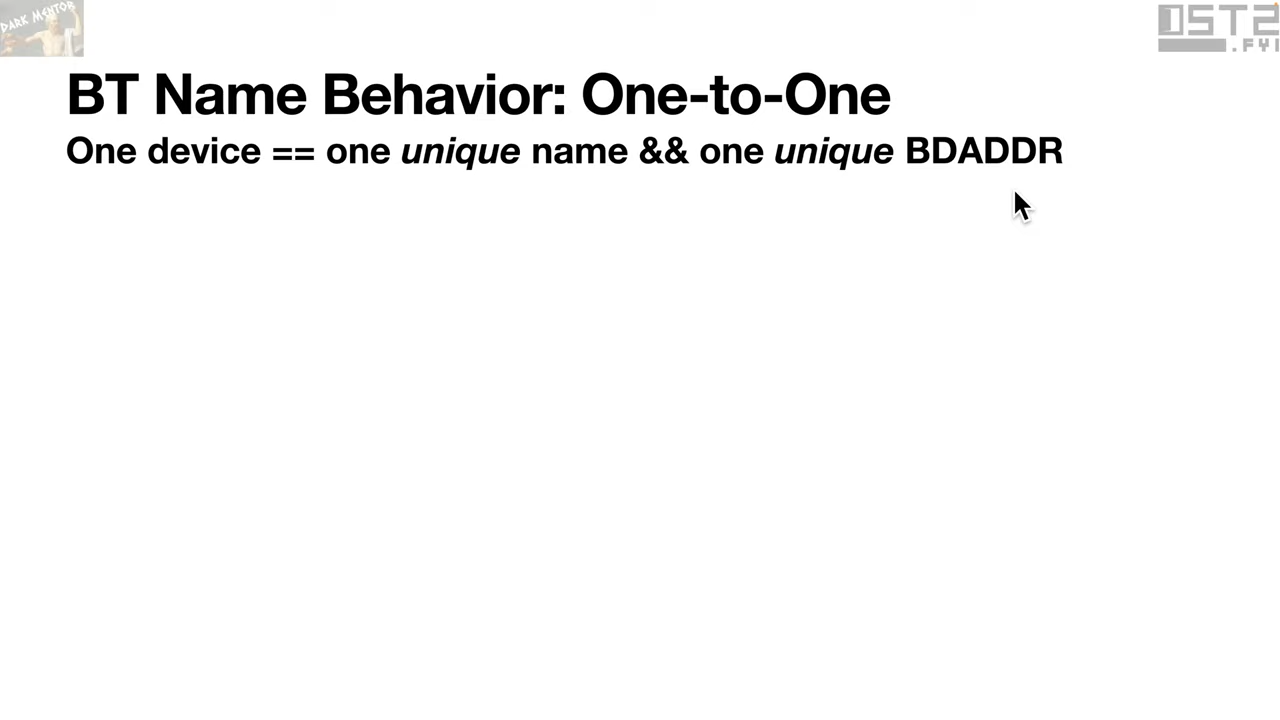 DARK MENTOR
OST2
.FYI
BT Name Behavior: One-to-One
One device == one unique name && one unique BDADDR